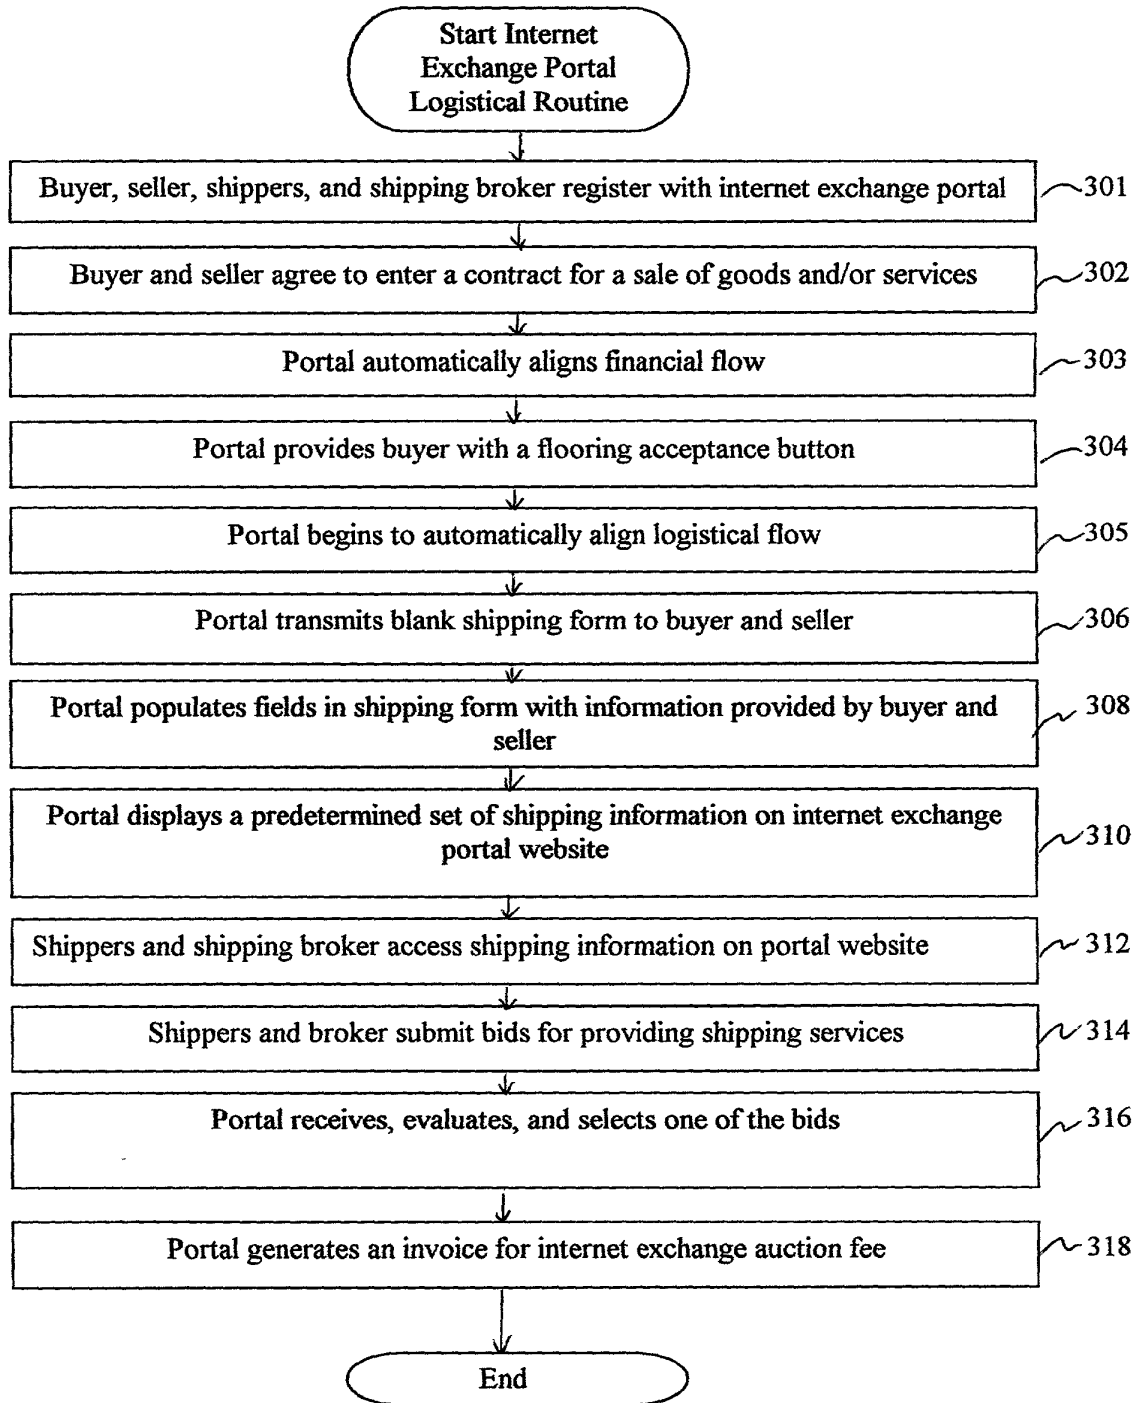 Start Internet
Exchange Portal
Logistical Routine
Buyer, seller, shippers, and shipping broker register with internet exchange portal
301
Buyer and seller agree to enter a contract for a sale of goods and/or services
302
Portal automatically aligns financial flow
303
Portal provides buyer with a flooring acceptance button
304
Portal begins to automatically align logistical flow
305
Portal transmits blank shipping form to buyer and seller
306
Portal populates fields in shipping form with information provided by buyer and
seller
308
Portal displays a predetermined set of shipping information on internet exchange
portal website
310
Shippers and shipping broker access shipping information on portal website
312
Shippers and broker submit bids for providing shipping services
314
Portal receives, evaluates, and selects one of the bids
316
Portal generates an invoice for internet exchange auction fee
318
End